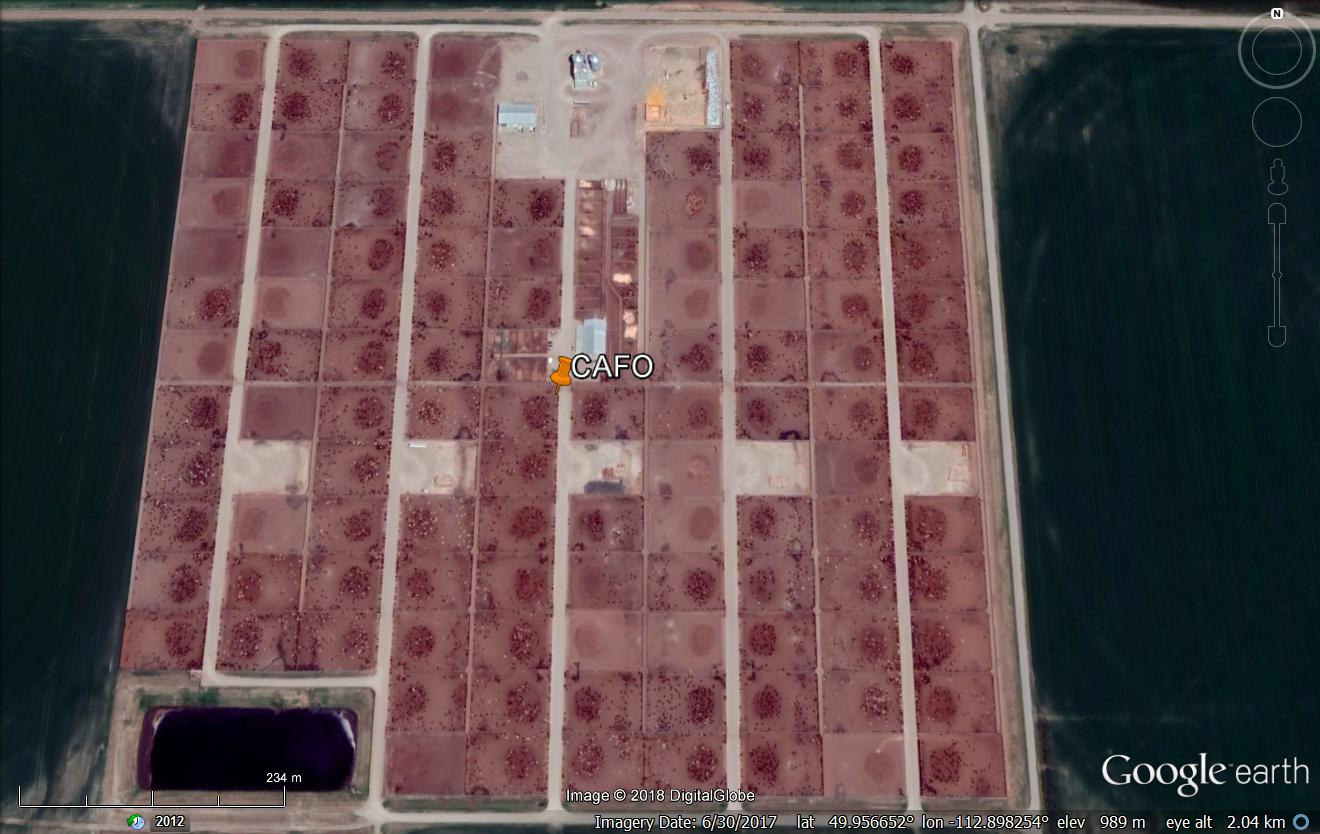 N
CAFO
Google earth
234 m
Image © 2018 DigitalGlobe
2012
Imagery Date: 6/30/2017 lat 49.956652° lon -112.898254° elev 989 m eye alt 2.04 km